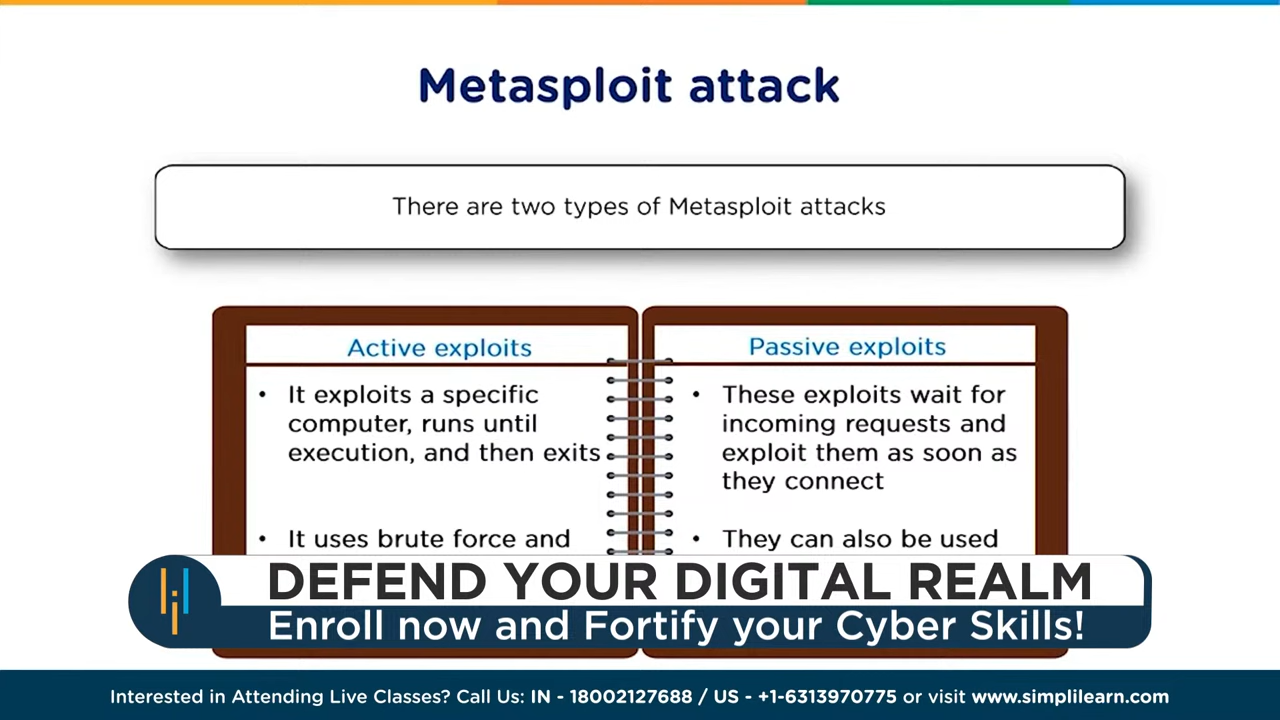 Metasploit attack
There are two types of Metasploit attacks
Active exploits
• It exploits a specific
computer, runs until
execution, and then exits
• It uses brute force and
Passive exploits
• These exploits wait for
incoming requests and
exploit them as soon as
they connect
• They can also be used
DEFEND YOUR DIGITAL REALM
Enroll now and Fortify your Cyber Skills!
Interested in Attending Live Classes? Call Us: IN - 18002127688 / US - +1-6313970775 or visit www.simplilearn.com